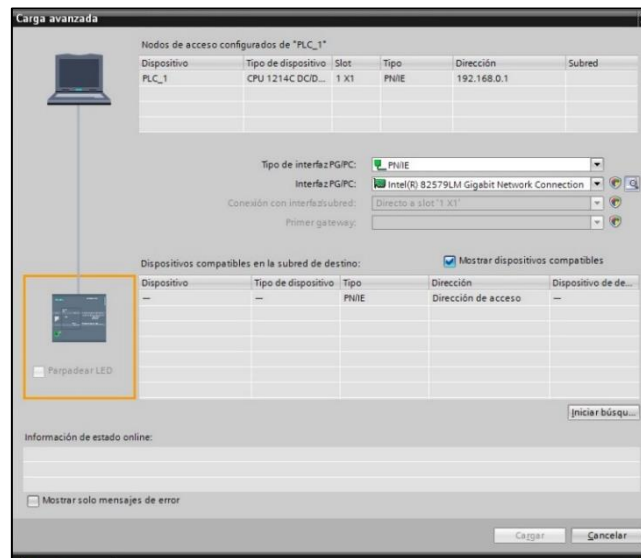 Carga avanzada
Nodos de acceso configurados de "PLC_1"
Dispositivo Tipo de dispositivo Slot Tipo Dirección Subred
PLC_1 CPU 1214C DC/D... 1 X1 PN/IE 192.168.0.1
Tipo de interfaz PG/PC: PN/IE
Interfaz PG/PC: Intel(R) 82579LM Gigabit Network Connection
Conexión con interfaz/subred: Directo a slot '1 X1'
Primer gateway:
Dispositivos compatibles en la subred de destino: Mostrar dispositivos compatibles
Dispositivo Tipo de dispositivo Tipo Dirección Dispositivo de de...
— — PN/IE Dirección de acceso —
Parpadear LED
Iniciar búsqu...
Información de estado online:
Mostrar solo mensajes de error
Cargar Cancelar